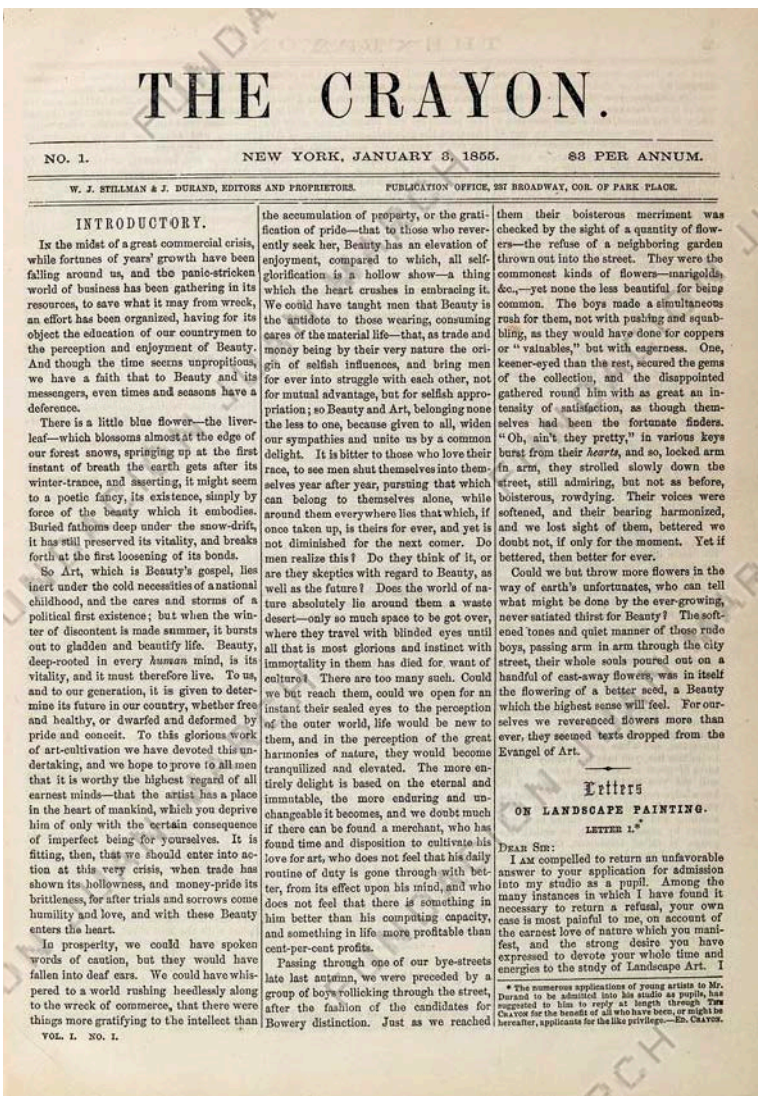 THE CRAYON.
NO. 1.
NEW YORK, JANUARY 3, 1855.
$3 PER ANNUM.
W. J. STILLMAN & J. DURAND, EDITORS AND PROPRIETORS.
PUBLICATION OFFICE, 237 BROADWAY, COR. OF PARK PLACE.
INTRODUCTORY.
IN the midst of a great commercial crisis,
while fortunes of years' growth have been
falling around us, and the panic-stricken
world of business has been gathering in its
resources, to save what it may from wreck,
an effort has been organized, having for its
object the education of our countrymen to
the perception and enjoyment of Beauty.
And though the time seems unpropitious,
we have a faith that to Beauty and its
messengers, even times and seasons have a
deference.
There is a little blue flower—the liver-
leaf—which blossoms almost at the edge of
our forest snows, springing up at the first
instant of breath the earth gets after its
winter-trance, and asserting, it might seem
to a poetic fancy, its existence, simply by
force of the beauty which it embodies.
Buried fathoms deep under the snow-drift,
it has still preserved its vitality, and breaks
forth at the first loosening of its bonds.
So Art, which is Beauty's gospel, lies
inert under the cold necessities of a national
childhood, and the cares and storms of a
political first existence; but when the win-
ter of discontent is made summer, it bursts
out to gladden and beautify life. Beauty,
deep-rooted in every human mind, is its
vitality, and it must therefore live. To us,
and to our generation, it is given to deter-
mine its future in our country, whether free
and healthy, or dwarfed and deformed by
pride and conceit. To this glorious work
of art-cultivation we have devoted this un-
dertaking, and we hope to prove to all men
that it is worthy the highest regard of all
earnest minds—that the artist has a place
in the heart of mankind, which you deprive
him of only with the certain consequence
of imperfect being for yourselves. It is
fitting, then, that we should enter into ac-
tion at this very crisis, when trade has
shown its hollowness, and money-pride its
brittleness, for after trials and sorrows come
humility and love, and with these Beauty
enters the heart.
In prosperity, we could have spoken
words of caution, but they would have
fallen into deaf ears. We could have whis-
pered to a world rushing heedlessly along
to the wreck of commerce, that there were
things more gratifying to the intellect than
VOL. I. NO. I.
the accumulation of property, or the grati-
fication of pride—that to those who rever-
ently seek her, Beauty has an elevation of
enjoyment, compared to which, all self-
glorification is a hollow show—a thing
which the heart crushes in embracing it.
We could have taught men that Beauty is
the antidote to those wearing, consuming
cares of the material life—that, as trade and
money being by their very nature the ori-
gin of selfish influences, and bring men
for ever into struggle with each other, not
for mutual advantage, but for selfish appro-
priation; so Beauty and Art, belonging none
the less to one, because given to all, widen
our sympathies and unite us by a common
delight. It is bitter to those who love their
race, to see men shut themselves into them-
selves year after year, pursuing that which
can belong to themselves alone, while
around them everywhere lies that which, if
once taken up, is theirs for ever, and yet is
not diminished for the next comer. Do
men realize this? Do they think of it, or
are they skeptics with regard to Beauty, as
well as the future? Does the world of na-
ture absolutely lie around them a waste
desert—only so much space to be got over,
where they travel with blinded eyes until
all that is most glorious and instinct with
immortality in them has died for want of
culture? There are too many such. Could
we but reach them, could we open for an
instant their sealed eyes to the perception
of the outer world, life would be new to
them, and in the perception of the great
harmonies of nature, they would become
tranquilized and elevated. The more en-
tirely delight is based on the eternal and
immutable, the more enduring and un-
changeable it becomes, and we doubt much
if there can be found a merchant, who has
found time and disposition to cultivate his
love for art, who does not feel that his daily
routine of duty is gone through with bet-
ter, from its effect upon his mind, and who
does not feel that there is something in
him better than his computing capacity,
and something in life more profitable than
cent-per-cent profits.
Passing through one of our bye-streets
late last autumn, we were preceded by a
group of boys rollicking through the street,
after the fashion of the candidates for
Bowery distinction. Just as we reached
them their boisterous merriment was
checked by the sight of a quantity of flow-
ers—the refuse of a neighboring garden
thrown out into the street. They were the
commonest kinds of flowers—marigolds,
&c.,—yet none the less beautiful for being
common. The boys made a simultaneous
rush for them, not with pushing and squab-
bling, as they would have done for coppers
or "valuables," but with eagerness. One,
keener-eyed than the rest, secured the gems
of the collection, and the disappointed
gathered round him with as great an in-
tensity of satisfaction, as though them-
selves had been the fortunate finders.
"Oh, ain't they pretty," in various keys
burst from their hearts, and so, locked arm
in arm, they strolled slowly down the
street, still admiring, but not as before,
boisterous, rowdying. Their voices were
softened, and their bearing harmonized,
and we lost sight of them, bettered we
doubt not, if only for the moment. Yet if
bettered, then better for ever.
Could we but throw more flowers in the
way of earth's unfortunates, who can tell
what might be done by the ever-growing,
never satiated thirst for Beauty? The soft-
ened tones and quiet manner of those rude
boys, passing arm in arm through the city
street, their whole souls poured out on a
handful of cast-away flowers, was in itself
the flowering of a better seed, a Beauty
which the highest sense will feel. For our-
selves we reverenced flowers more than
ever, they seemed texts dropped from the
Evangel of Art.
Letters
ON LANDSCAPE PAINTING.
LETTER I.*
DEAR SIR:
I AM compelled to return an unfavorable
answer to your application for admission
into my studio as a pupil. Among the
many instances in which I have found it
necessary to return a refusal, your own
case is most painful to me, on account of
the earnest love of nature which you mani-
fest, and the strong desire you have
expressed to devote your whole time and
energies to the study of Landscape Art. I
* The numerous applications of young artists to Mr.
Durand to be admitted into his studio as pupils, has
suggested to him to reply at length through THE
CRAYON for the benefit of all who have been, or might be
hereafter, applicants for the like privilege.—ED. CRAYON.